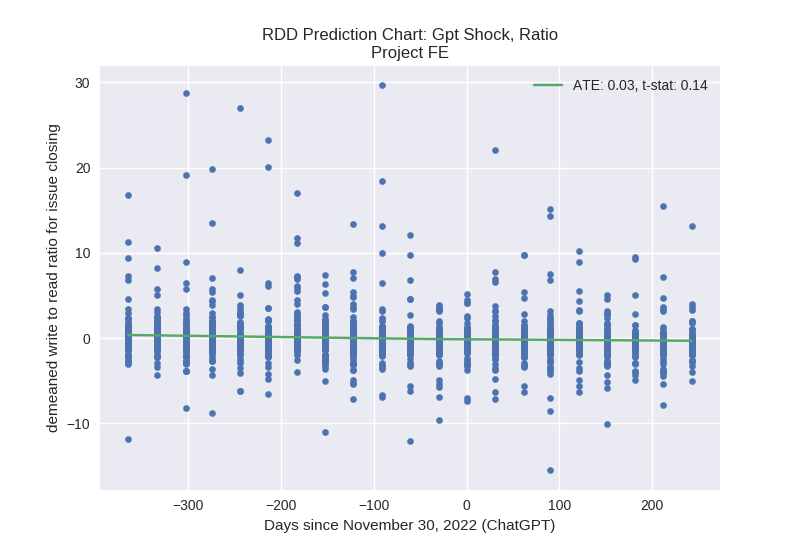 RDD Prediction Chart: Gpt Shock, Ratio
Project FE
ATE: 0.03, t-stat: 0.14
demeaned write to read ratio for issue closing
30
20
10
0
−10
−300
−200
−100
0
100
200
Days since November 30, 2022 (ChatGPT)